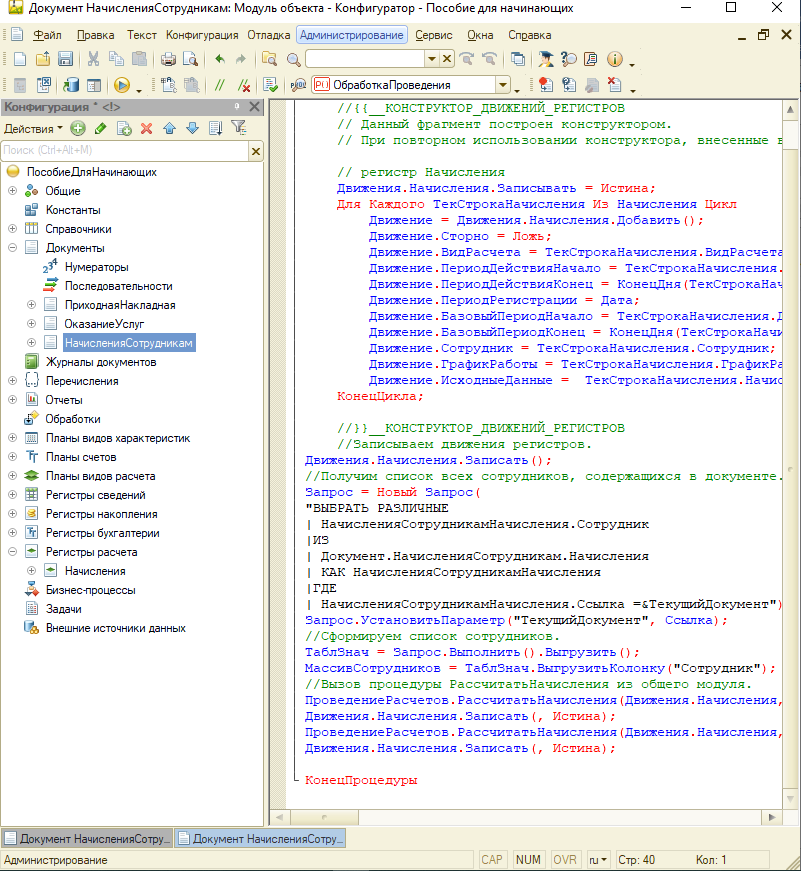 Документ НачисленияСотрудникам: Модуль объекта - Конфигуратор - Пособие для начинающих
Файл Правка Текст Конфигурация Отладка Администрирование Сервис Окна Справка
ОбработкаПроведения
Конфигурация * <!>
Действия
Поиск (Ctrl+Alt+M)
ПособиеДляНачинающих
Общие
Константы
Справочники
Документы
Нумераторы
Последовательности
ПриходнаяНакладная
ОказаниеУслуг
НачисленияСотрудникам
Журналы документов
Перечисления
Отчеты
Обработки
Планы видов характеристик
Планы счетов
Планы видов расчета
Регистры сведений
Регистры накопления
Регистры бухгалтерии
Регистры расчета
Начисления
Бизнес-процессы
Задачи
Внешние источники данных
//{{__КОНСТРУКТОР_ДВИЖЕНИЙ_РЕГИСТРОВ
// Данный фрагмент построен конструктором.
// При повторном использовании конструктора, внесенные в
// регистр Начисления
Движения.Начисления.Записывать = Истина;
Для Каждого ТекСтрокаНачисления Из Начисления Цикл
Движение = Движения.Начисления.Добавить();
Движение.Сторно = Ложь;
Движение.ВидРасчета = ТекСтрокаНачисления.ВидРасчета
Движение.ПериодДействияНачало = ТекСтрокаНачисления.
Движение.ПериодДействияКонец = КонецДня(ТекСтрокаНач
Движение.ПериодРегистрации = Дата;
Движение.БазовыйПериодНачало = ТекСтрокаНачисления.Д
Движение.БазовыйПериодКонец = КонецДня(ТекСтрокаНачи
Движение.Сотрудник = ТекСтрокаНачисления.Сотрудник;
Движение.ГрафикРаботы = ТекСтрокаНачисления.ГрафикРа
Движение.ИсходныеДанные =  ТекСтрокаНачисления.Начис
КонецЦикла;
//}}__КОНСТРУКТОР_ДВИЖЕНИЙ_РЕГИСТРОВ
//Записываем движения регистров.
Движения.Начисления.Записать();
//Получим список всех сотрудников, содержащихся в документе.
Запрос = Новый Запрос(
"ВЫБРАТЬ РАЗЛИЧНЫЕ
| НачисленияСотрудникамНачисления.Сотрудник
|ИЗ
| Документ.НачисленияСотрудникам.Начисления
| КАК НачисленияСотрудникамНачисления
|ГДЕ
| НачисленияСотрудникамНачисления.Ссылка =&ТекущийДокумент")
Запрос.УстановитьПараметр("ТекущийДокумент", Ссылка);
//Сформируем список сотрудников.
ТаблЗнач = Запрос.Выполнить().Выгрузить();
МассивСотрудников = ТаблЗнач.ВыгрузитьКолонку("Сотрудник");
//Вызов процедуры РассчитатьНачисления из общего модуля.
ПроведениеРасчетов.РассчитатьНачисления(Движения.Начисления,
Движения.Начисления.Записать(, Истина);
ПроведениеРасчетов.РассчитатьНачисления(Движения.Начисления,
Движения.Начисления.Записать(, Истина);
КонецПроцедуры
Документ НачисленияСотру... Документ НачисленияСотру...
Администрирование CAP NUM OVR ru Стр: 40 Кол: 1